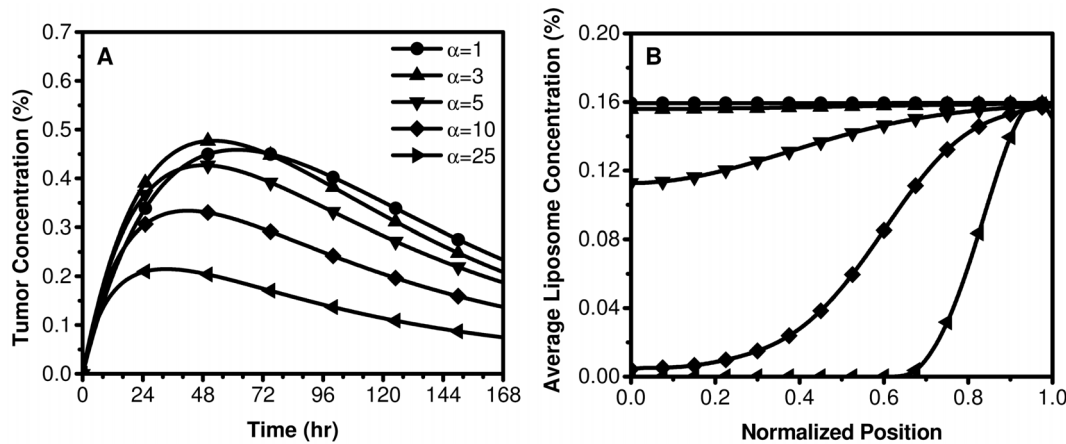 A
Tumor Concentration (%)
0.7
0.6
0.5
0.4
0.3
0.2
0.1
0.0
α=1
α=3
α=5
α=10
α=25
0 24 48 72 96 120 144 168
Time (hr)
B
Average Liposome Concentration (%)
0.20
0.16
0.12
0.08
0.04
0.00
0.0 0.2 0.4 0.6 0.8 1.0
Normalized Position